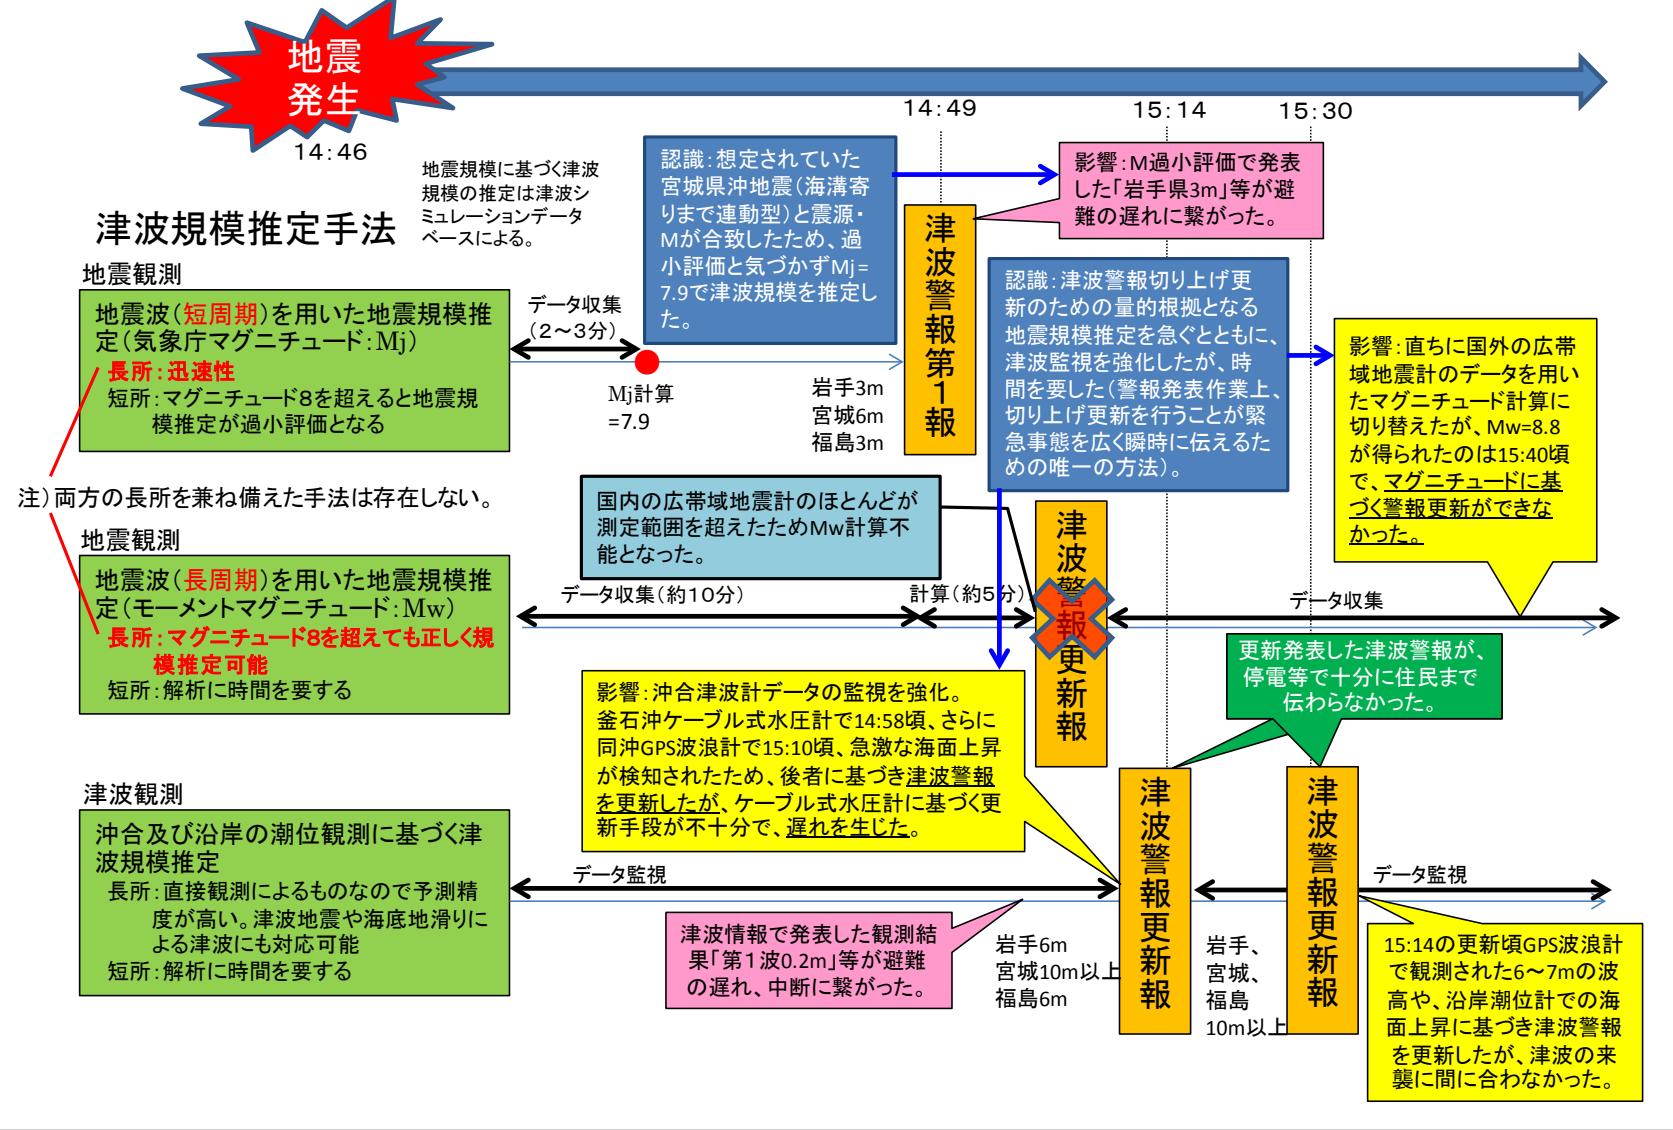 地震
発生
14:46
14:49
15:14
15:30
津波規模推定手法
地震規模に基づく津波
規模の推定は津波シ
ミュレーションデータ
ベースによる。
認識：想定されていた
宮城県沖地震（海溝寄
りまで連動型）と震源・
Mが合致したため、過
小評価と気づかずMj=
7.9で津波規模を推定し
た。
影響：M過小評価で発表
した「岩手県3m」等が避
難の遅れに繋がった。
地震観測
地震波（短周期）を用いた地震規模推
定（気象庁マグニチュード：Mj）
長所：迅速性
短所：マグニチュード8を超えると地震規
模推定が過小評価となる
データ収集
（2～3分）
Mj計算
=7.9
岩手3m
宮城6m
福島3m
津波警報第1報
認識：津波警報切り上げ更
新のための量的根拠となる
地震規模推定を急ぐとともに、
津波監視を強化したが、時
間を要した（警報発表作業上、
切り上げ更新を行うことが緊
急事態を広く瞬時に伝えるた
めの唯一の方法）。
影響：直ちに国外の広帯
域地震計のデータを用い
たマグニチュード計算に
切り替えたが、Mw=8.8
が得られたのは15:40頃
で、マグニチュードに基
づく警報更新ができな
かった。
注）両方の長所を兼ね備えた手法は存在しない。
地震観測
地震波（長周期）を用いた地震規模推
定（モーメントマグニチュード：Mw）
長所：マグニチュード8を超えても正しく規
模推定可能
短所：解析に時間を要する
国内の広帯域地震計のほとんどが
測定範囲を超えたためMw計算不
能となった。
データ収集（約10分）
計算（約5分）
津波警報更新報
データ収集
更新発表した津波警報が、
停電等で十分に住民まで
伝わらなかった。
影響：沖合津波計データの監視を強化。
釜石沖ケーブル式水圧計で14:58頃、さらに
同沖GPS波浪計で15:10頃、急激な海面上昇
が検知されたため、後者に基づき津波警報
を更新したが、ケーブル式水圧計に基づく更
新手段が不十分で、遅れを生じた。
津波観測
沖合及び沿岸の潮位観測に基づく津
波規模推定
長所：直接観測によるものなので予測精
度が高い。津波地震や海底地滑りに
よる津波にも対応可能
短所：解析に時間を要する
データ監視
津波情報で発表した観測結
果「第1波0.2m」等が避難
の遅れ、中断に繋がった。
岩手6m
宮城10m以上
福島6m
津波警報更新報
岩手、
宮城、
福島
10m以上
津波警報更新報
データ監視
15:14の更新頃GPS波浪計
で観測された6～7mの波
高や、沿岸潮位計での海
面上昇に基づき津波警報
を更新したが、津波の来
襲に間に合わなかった。